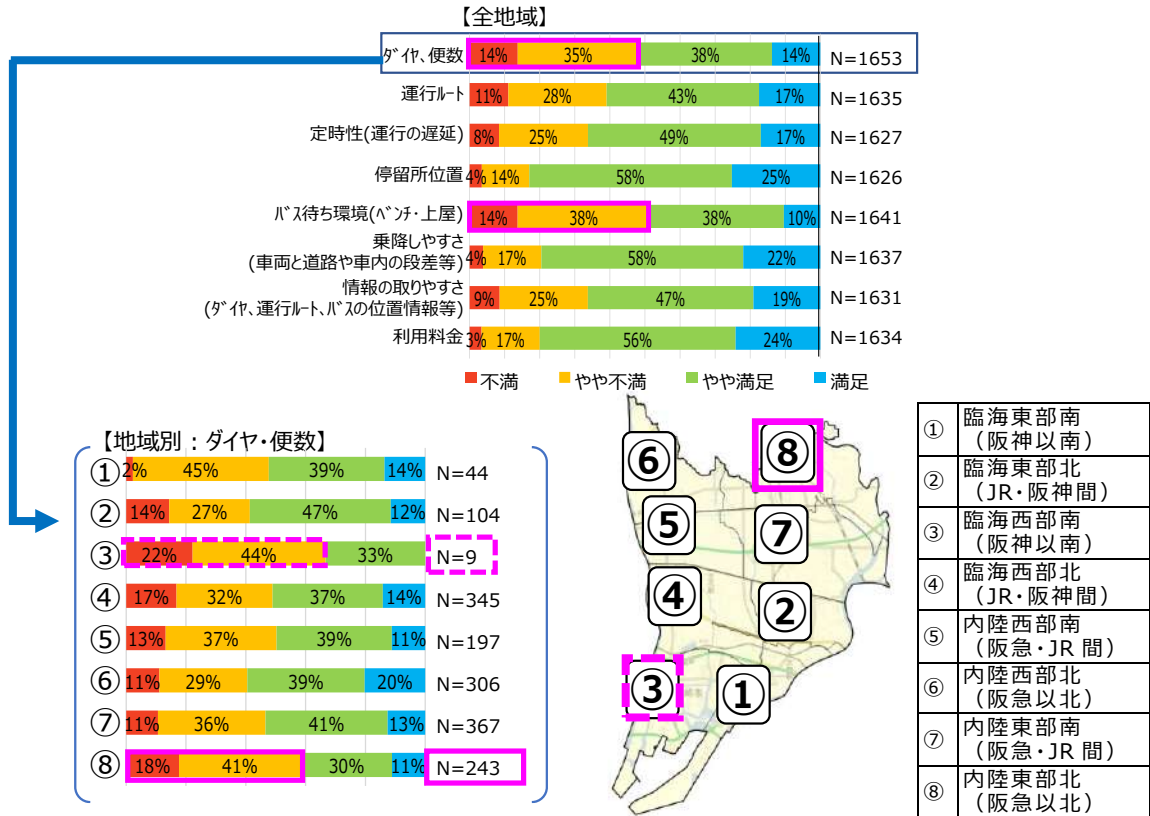 【全地域】
ダイヤ、便数 14% 35% 38% 14% N=1653
運行ルート 11% 28% 43% 17% N=1635
定時性(運行の遅延) 8% 25% 49% 17% N=1627
停留所位置 4% 14% 58% 25% N=1626
バス待ち環境(ベンチ・上屋) 14% 38% 38% 10% N=1641
乗降しやすさ
(車両と道路や車内の段差等) 4% 17% 58% 22% N=1637
情報の取りやすさ
(ダイヤ、運行ルート、バスの位置情報等) 9% 25% 47% 19% N=1631
利用料金 3% 17% 56% 24% N=1634
不満 やや不満 やや満足 満足
【地域別：ダイヤ・便数】
① 2% 45% 39% 14% N=44
② 14% 27% 47% 12% N=104
③ 22% 44% 33% N=9
④ 17% 32% 37% 14% N=345
⑤ 13% 37% 39% 11% N=197
⑥ 11% 29% 39% 20% N=306
⑦ 11% 36% 41% 13% N=367
⑧ 18% 41% 30% 11% N=243
⑥
⑧
⑤
⑦
④
②
③
①
① 臨海東部南
（阪神以南）
② 臨海東部北
（JR・阪神間）
③ 臨海西部南
（阪神以南）
④ 臨海西部北
（JR・阪神間）
⑤ 内陸西部南
（阪急・JR 間）
⑥ 内陸西部北
（阪急以北）
⑦ 内陸東部南
（阪急・JR 間）
⑧ 内陸東部北
（阪急以北）